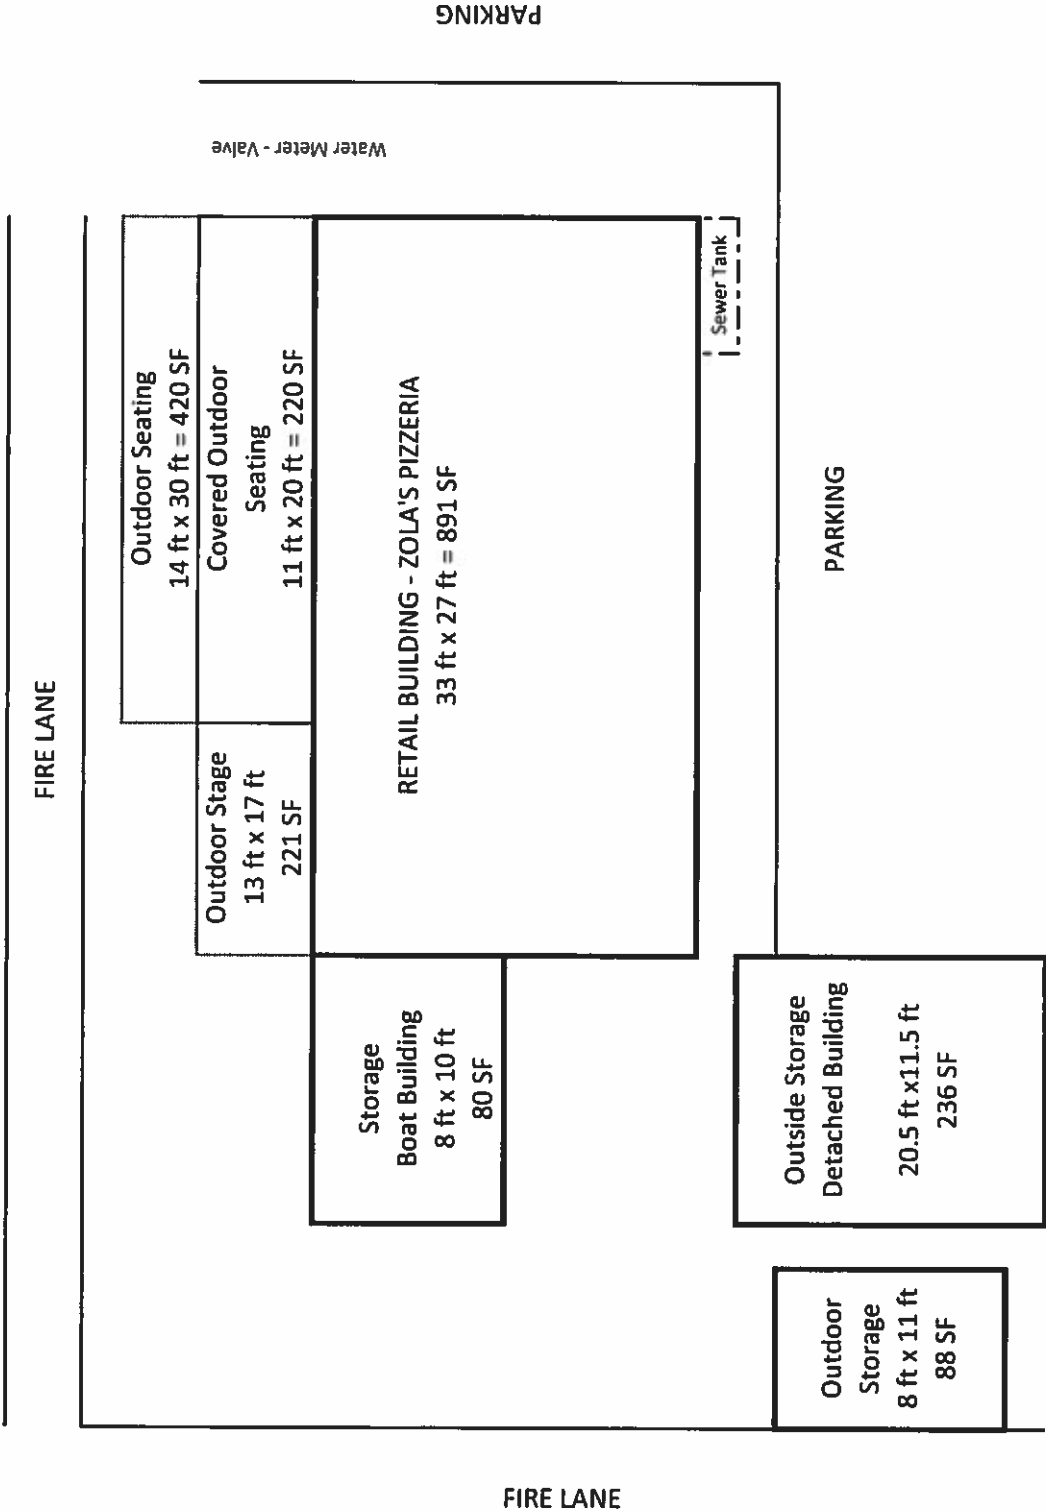 PARKING
Water Meter - Valve
FIRE LANE
Outdoor Seating
14 ft x 30 ft = 420 SF
Covered Outdoor
Seating
11 ft x 20 ft = 220 SF
Outdoor Stage
13 ft x 17 ft
221 SF
RETAIL BUILDING - ZOLA'S PIZZERIA
33 ft x 27 ft = 891 SF
Sewer Tank
PARKING
Storage
Boat Building
8 ft x 10 ft
80 SF
Outside Storage
Detached Building
20.5 ft x11.5 ft
236 SF
Outdoor
Storage
8 ft x 11 ft
88 SF
FIRE LANE